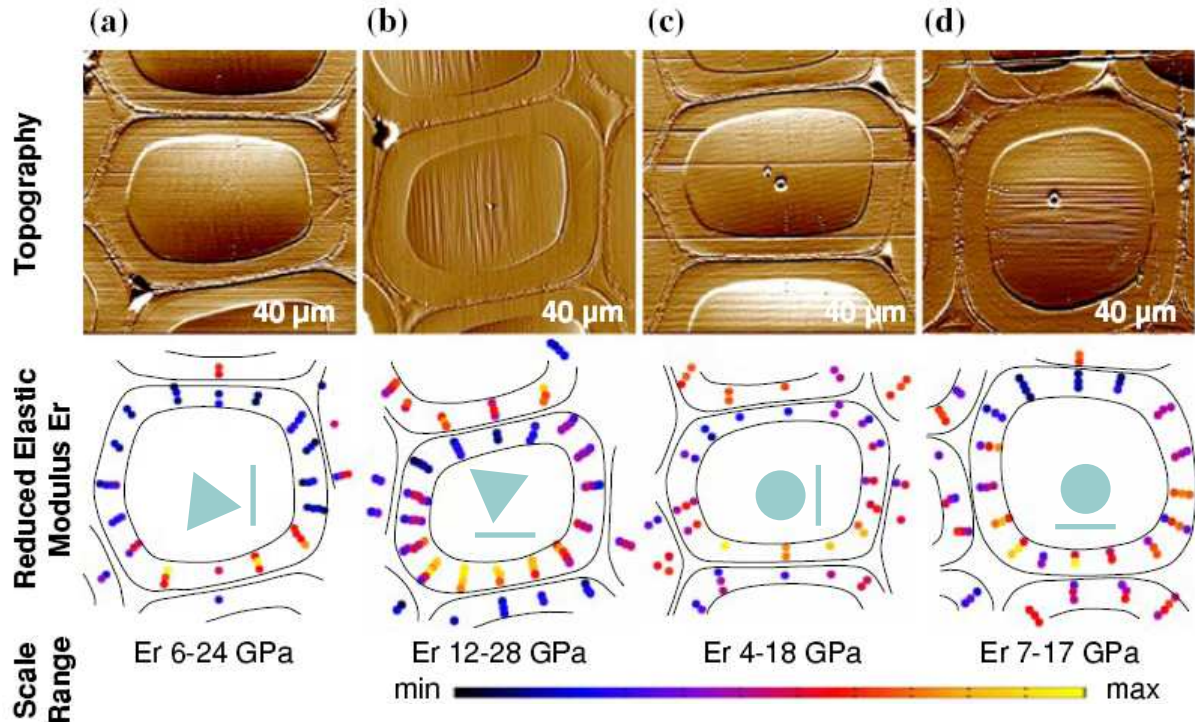 (a) (b) (c) (d)
Topography
40 µm 40 µm 40 µm 40 µm
Reduced Elastic
Modulus Er
Scale
Range
Er 6-24 GPa Er 12-28 GPa Er 4-18 GPa Er 7-17 GPa
min max